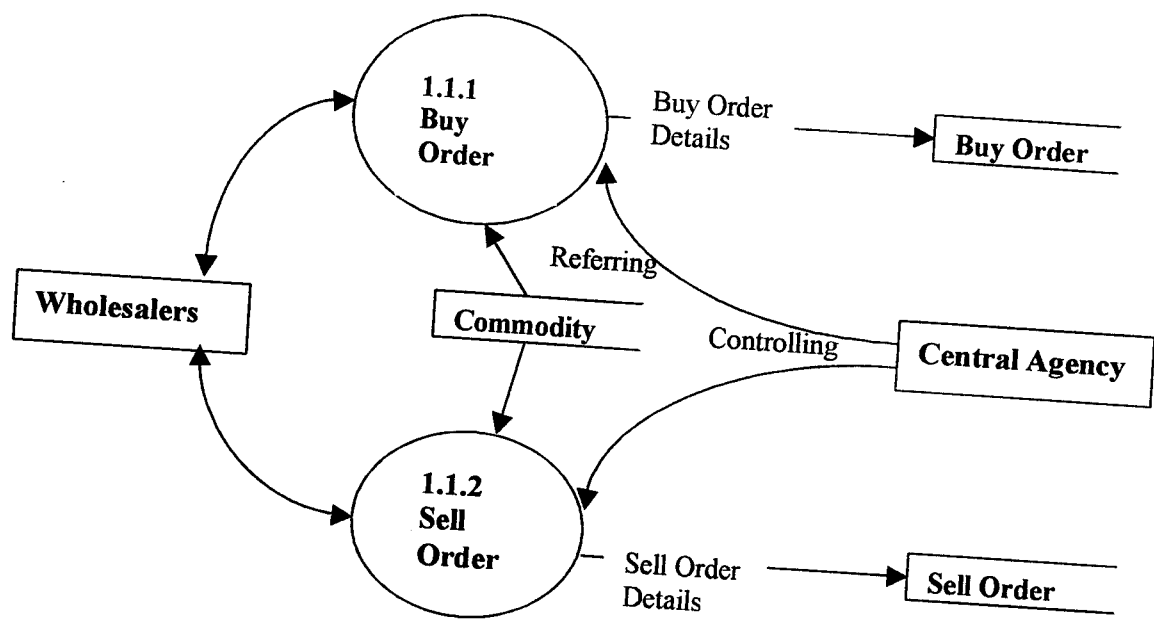 1.1.1
Buy
Order
Buy Order
Details
Buy Order
Referring
Wholesalers
Commodity
Controlling
Central Agency
1.1.2
Sell
Order
Sell Order
Details
Sell Order